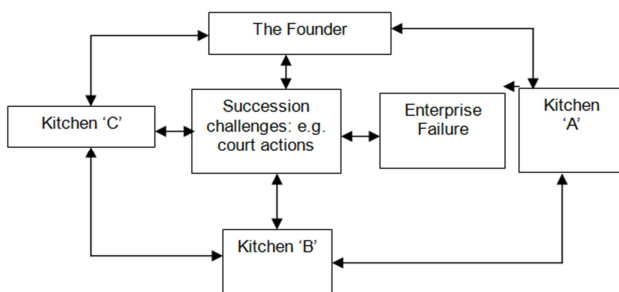 The Founder
Kitchen ‘C’
Succession
challenges: e.g.
court actions
Enterprise
Failure
Kitchen
‘A’
Kitchen ‘B’